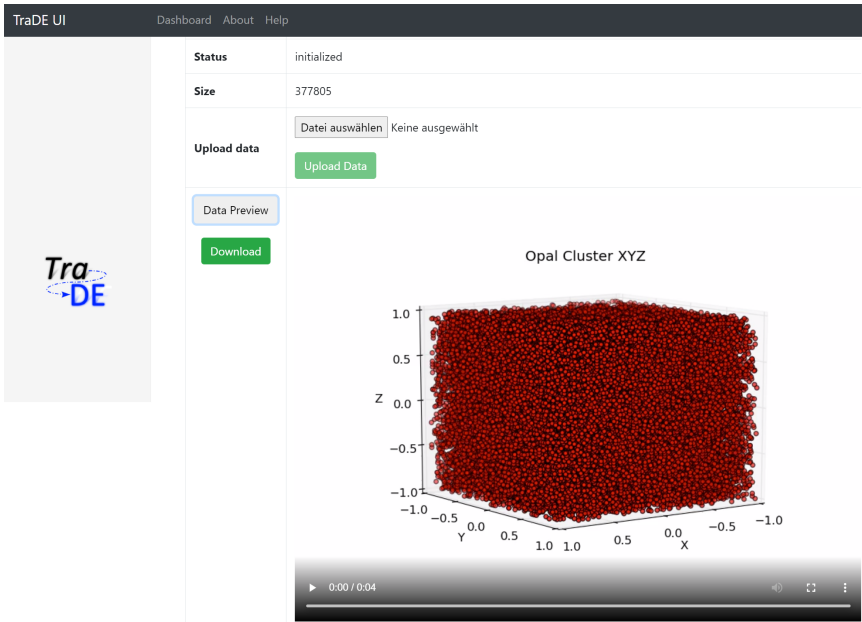 TraDE UI Dashboard About Help
Status initialized
Size 377805
Upload data
Datei auswählen Keine ausgewählt
Upload Data
Data Preview
Download
Tra
DE
Opal Cluster XYZ
1.0
0.5
Z 0.0
−0.5
−1.0
−1.0 −0.5 0.0 0.5 1.0
Y
1.0 0.5 0.0 −0.5 −1.0
X
0:00 / 0:04